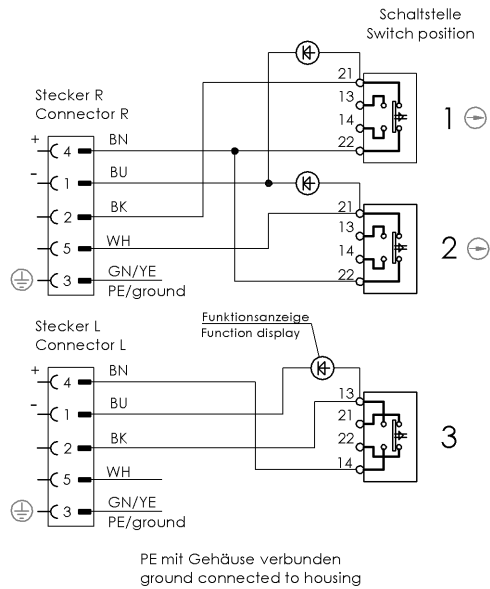 Schaltstelle
Switch position
Stecker R
Connector R
+ 4 BN
- 1 BU
2 BK
5 WH
3 GN/YE
PE/ground
21
13
14
22
1
21
13
14
22
2
Funktionsanzeige
Function display
Stecker L
Connector L
+ 4 BN
- 1 BU
2 BK
5 WH
3 GN/YE
PE/ground
13
21
22
14
3
PE mit Gehäuse verbunden
ground connected to housing